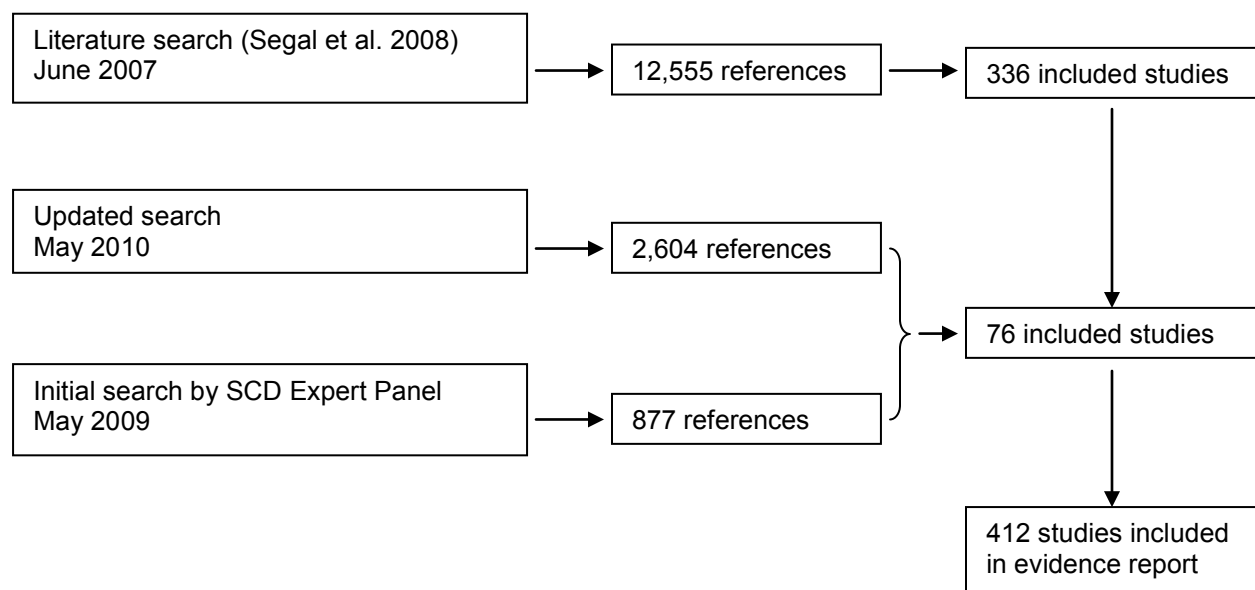 Literature search (Segal et al. 2008)
June 2007
12,555 references
336 included studies
Updated search
May 2010
2,604 references
76 included studies
Initial search by SCD Expert Panel
May 2009
877 references
412 studies included
in evidence report